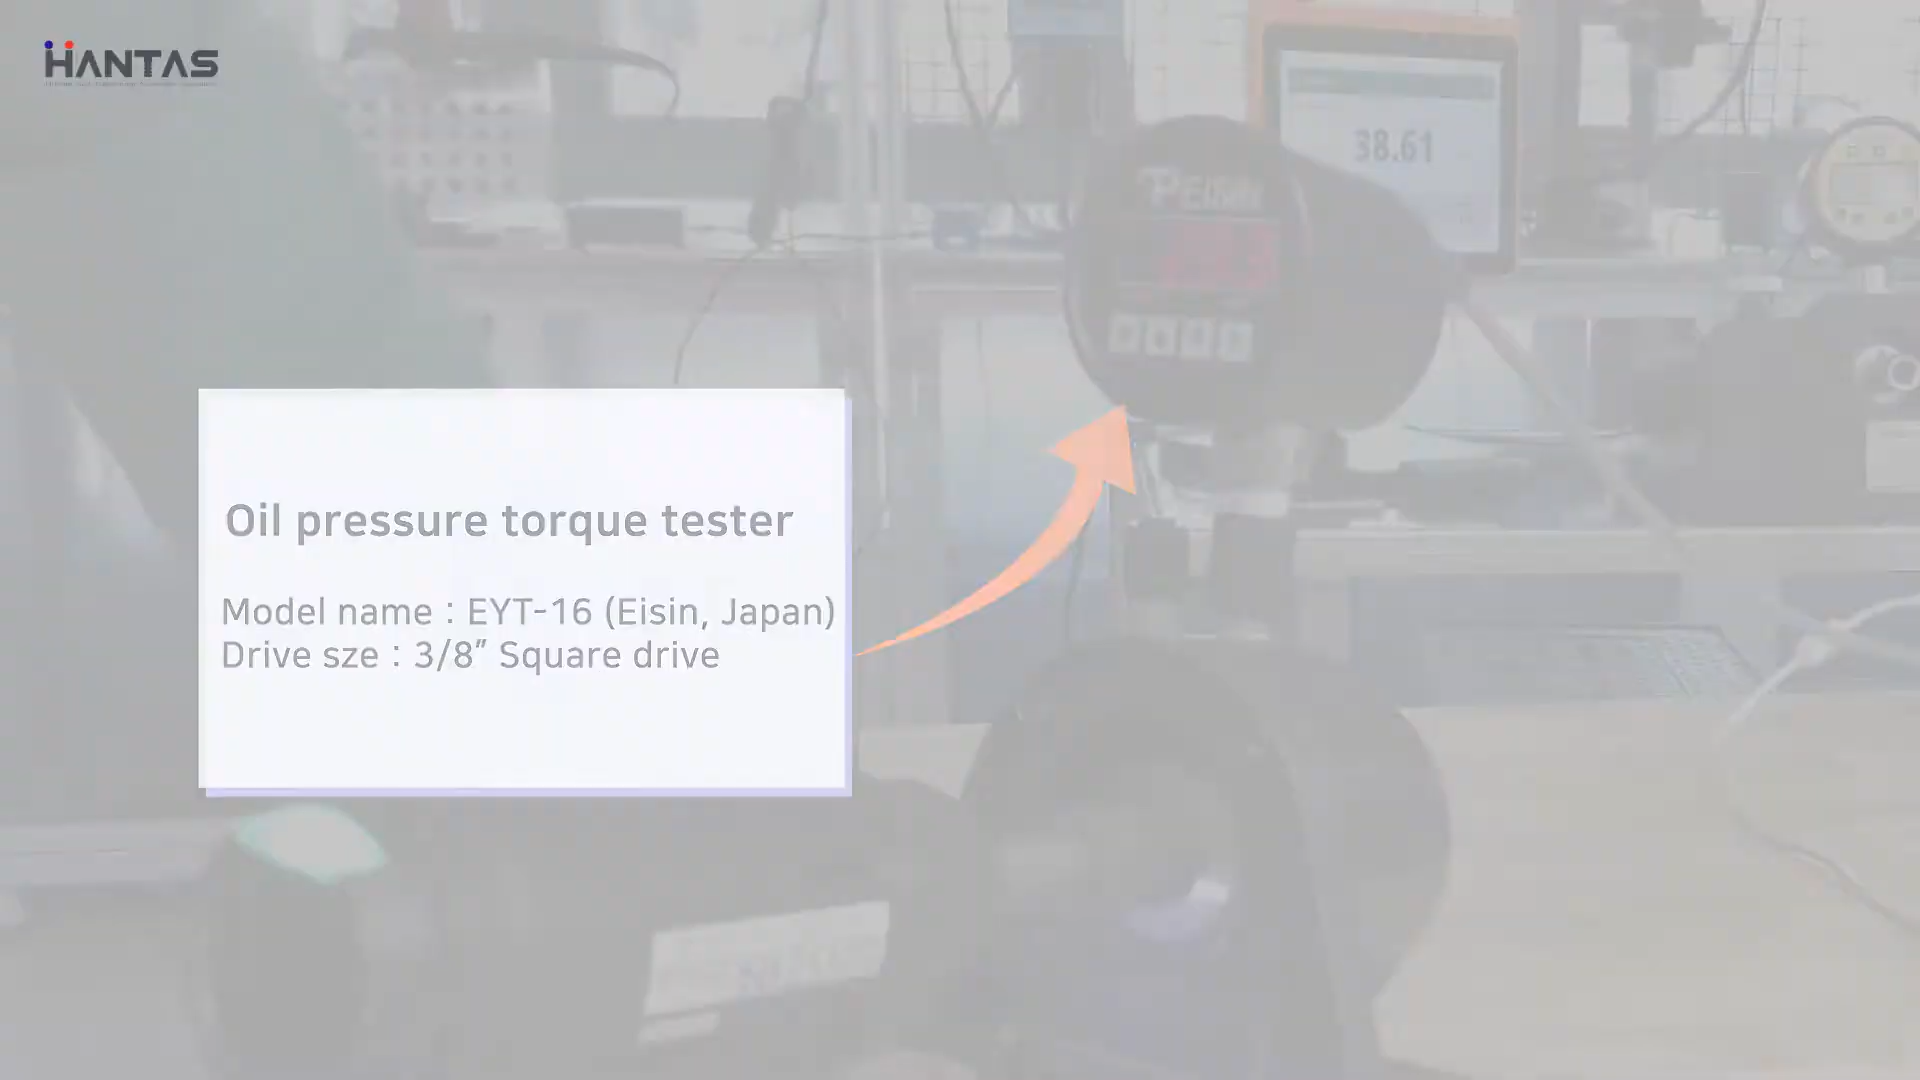 HANTAS
38.61
Oil pressure torque tester
Model name : EYT-16 (Eisin, Japan)
Drive sze : 3/8” Square drive